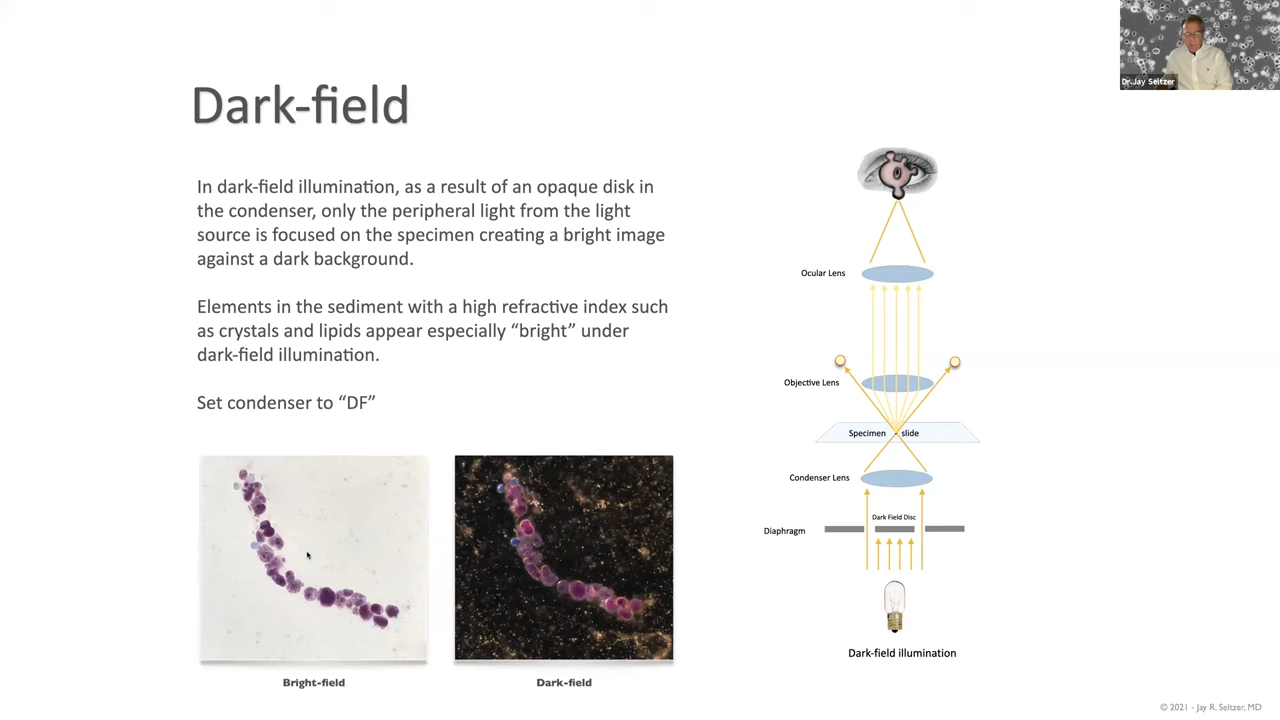 Dr.Jay Seltzer
Dark-field
In dark-field illumination, as a result of an opaque disk in
the condenser, only the peripheral light from the light
source is focused on the specimen creating a bright image
against a dark background.
Elements in the sediment with a high refractive index such
as crystals and lipids appear especially “bright” under
dark-field illumination.
Set condenser to “DF”
Bright-field
Dark-field
Ocular Lens
Objective Lens
Specimen slide
Condenser Lens
Dark Field Disc
Diaphragm
Dark-field illumination
© 2021 - Jay R. Seltzer, MD